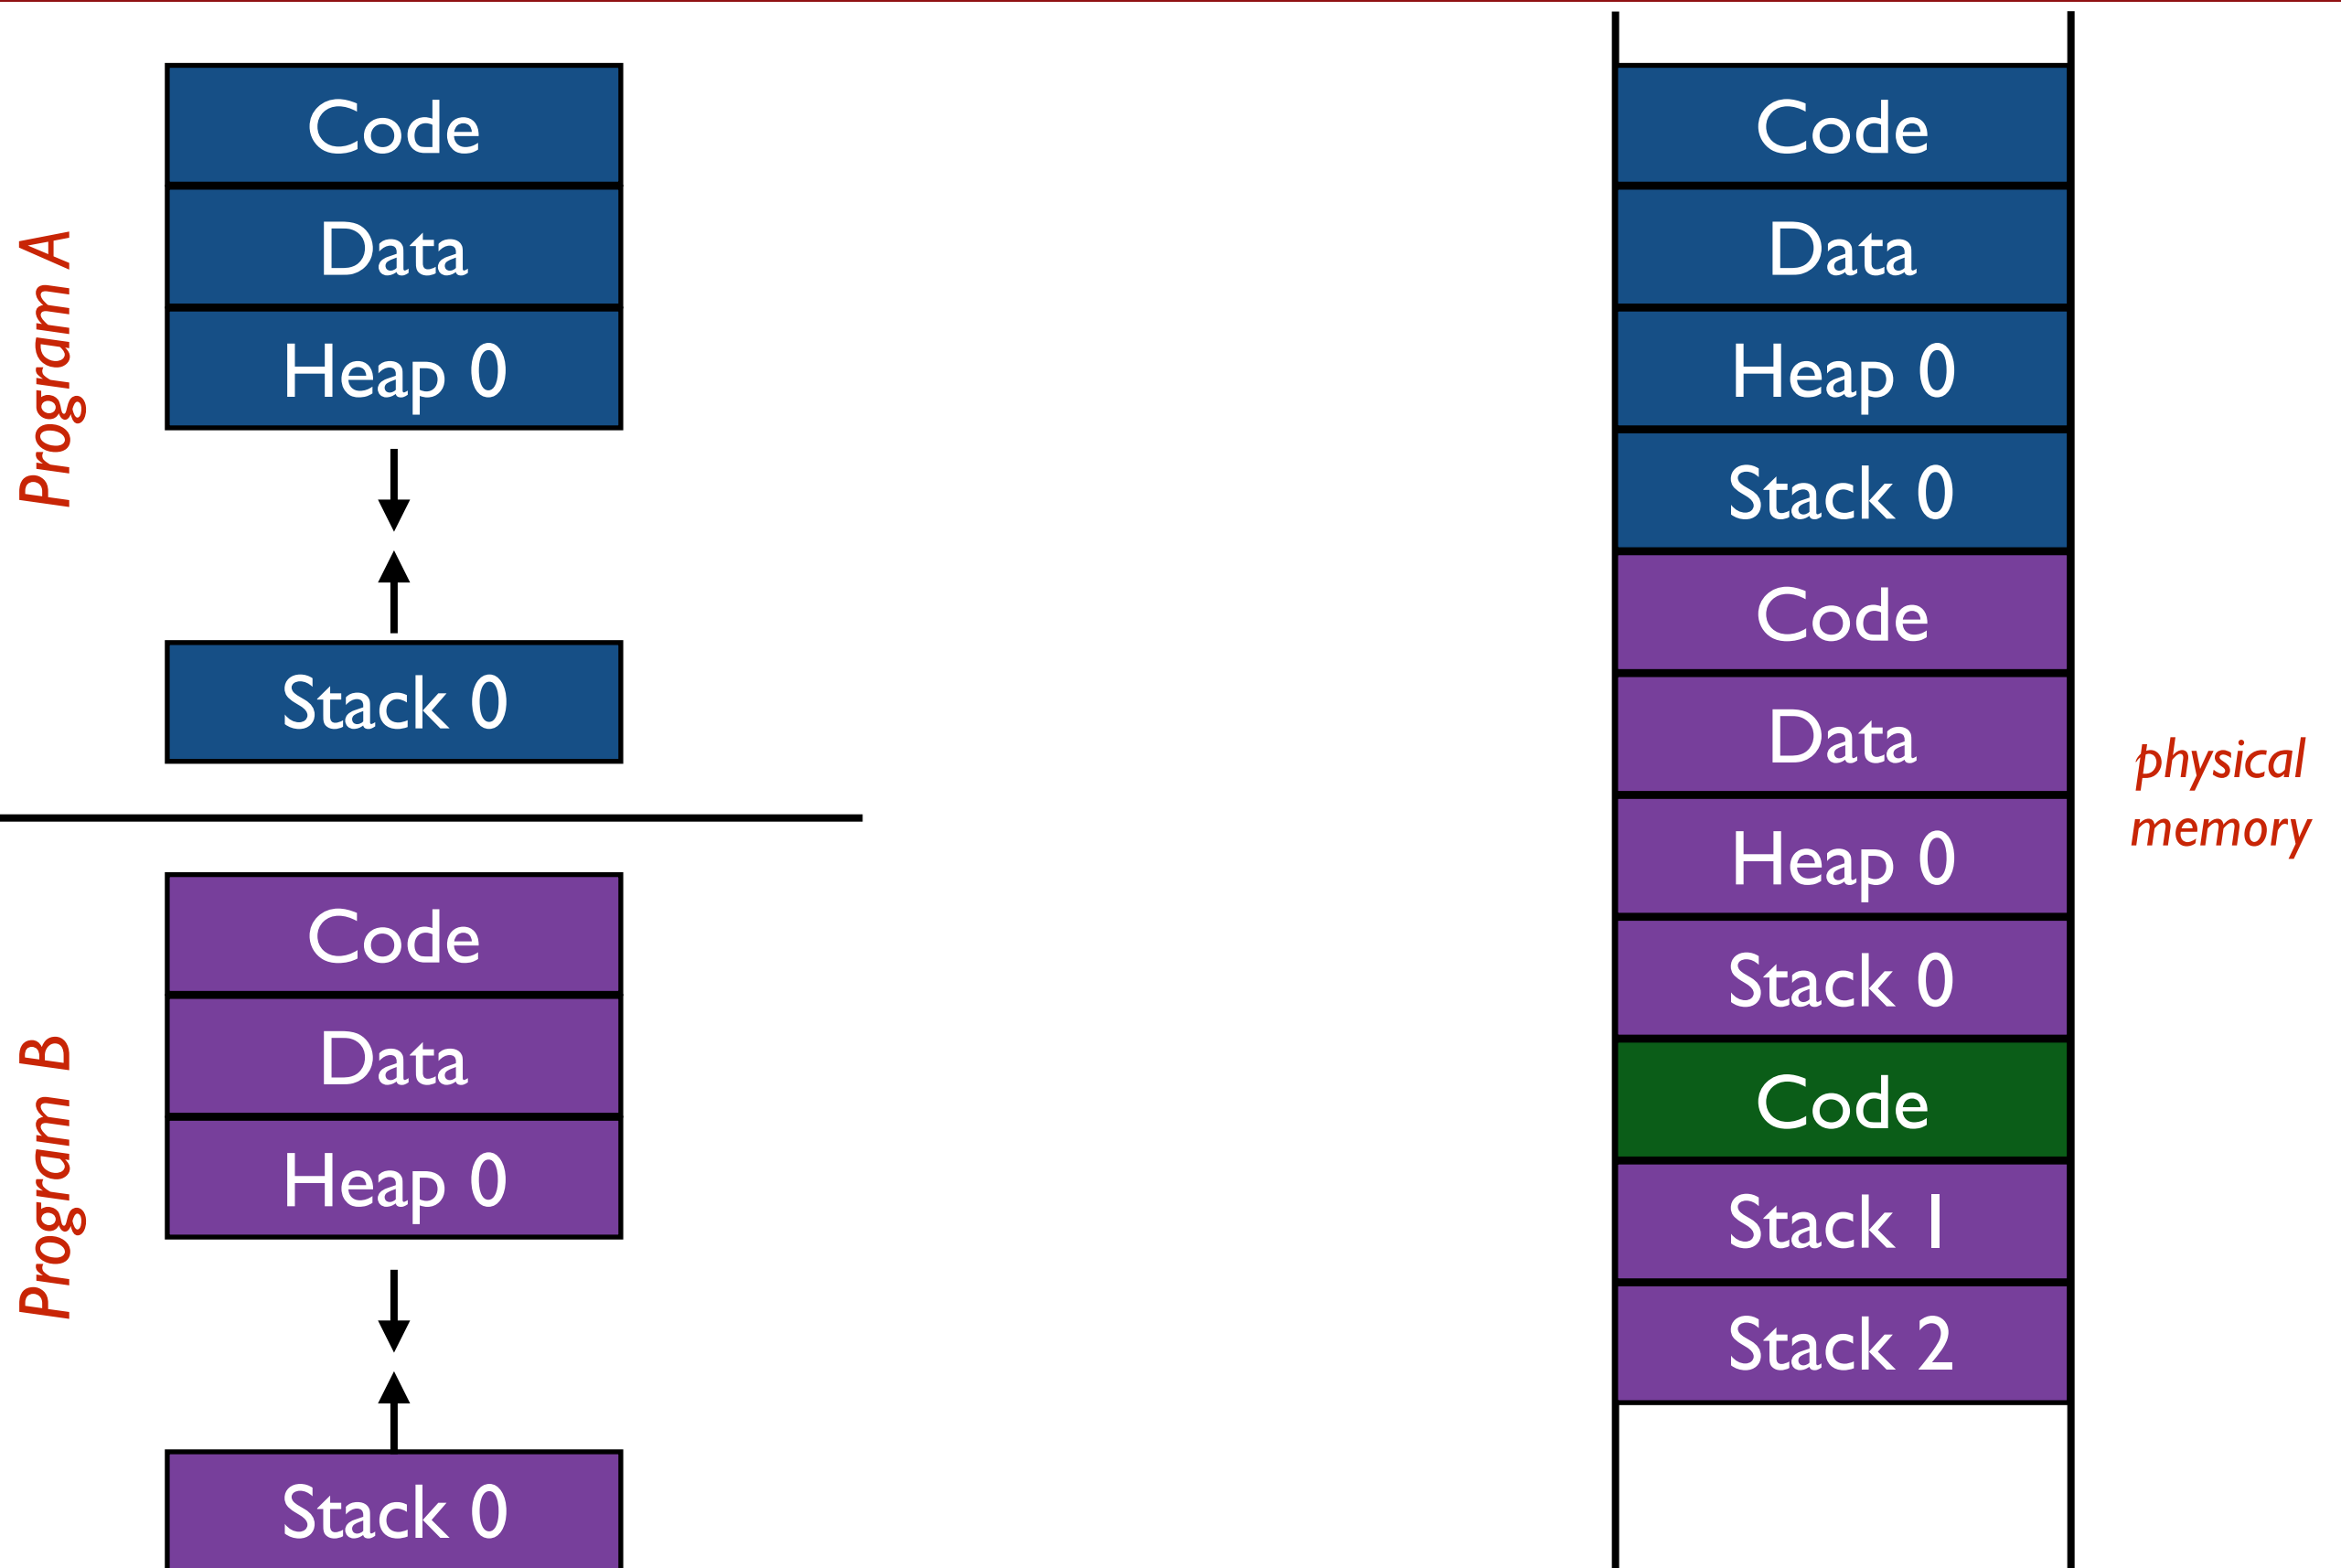 Program A
Code
Data
Heap 0
Stack 0
Program B
Code
Data
Heap 0
Stack 0
Code
Data
Heap 0
Stack 0
Code
Data
Heap 0
Stack 0
Code
Stack 1
Stack 2
physical
memory